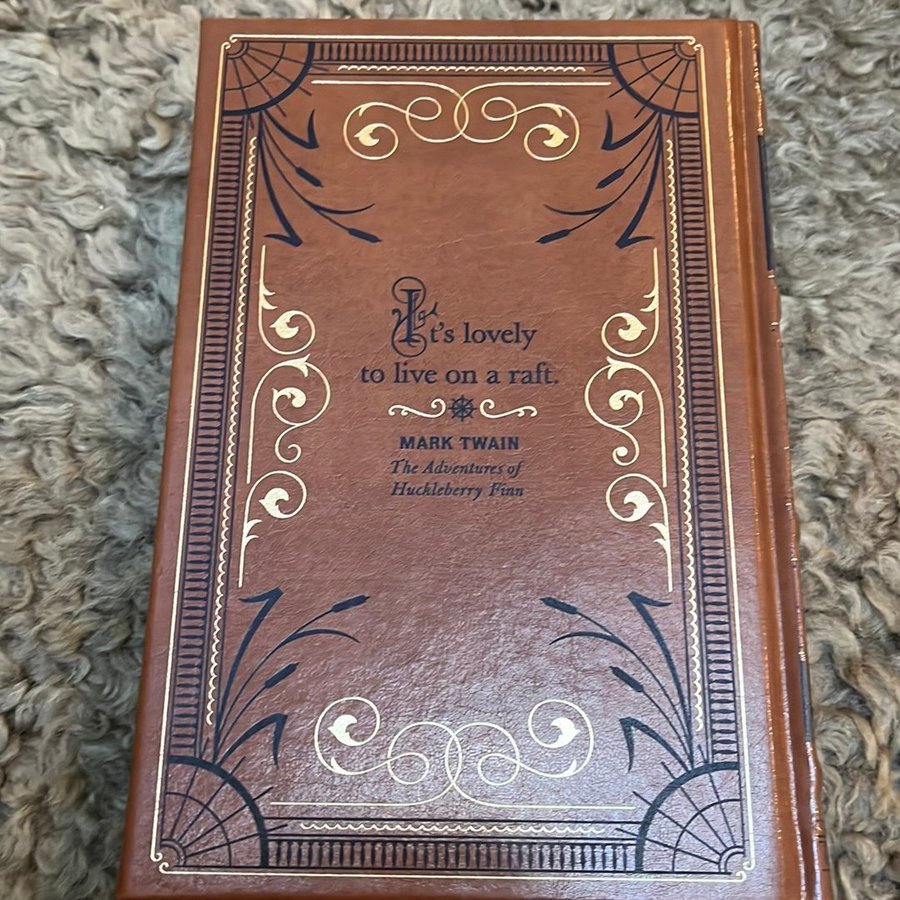 It's lovely
to live on a raft.
MARK TWAIN
The Adventures of
Huckleberry Finn